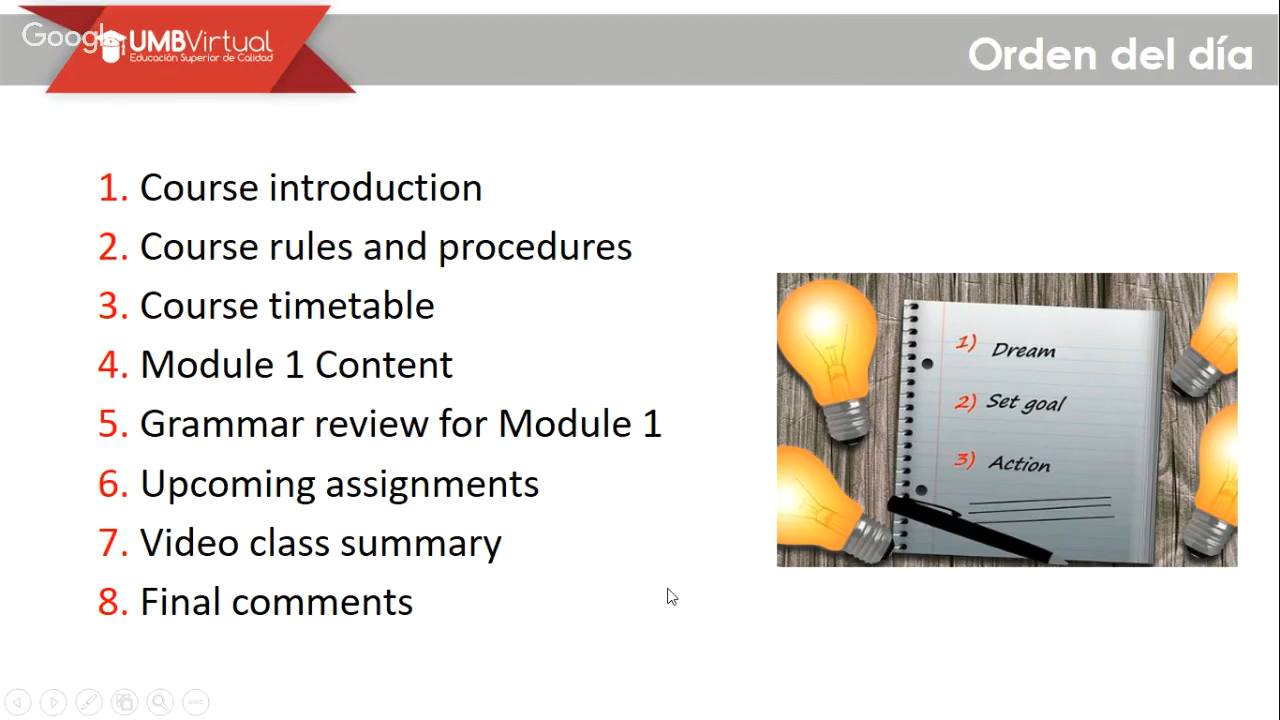 Google
UMBVirtual
Educación Superior de Calidad
Orden del día
1. Course introduction
2. Course rules and procedures
3. Course timetable
4. Module 1 Content
5. Grammar review for Module 1
6. Upcoming assignments
7. Video class summary
8. Final comments
1) Dream
2) Set goal
3) Action